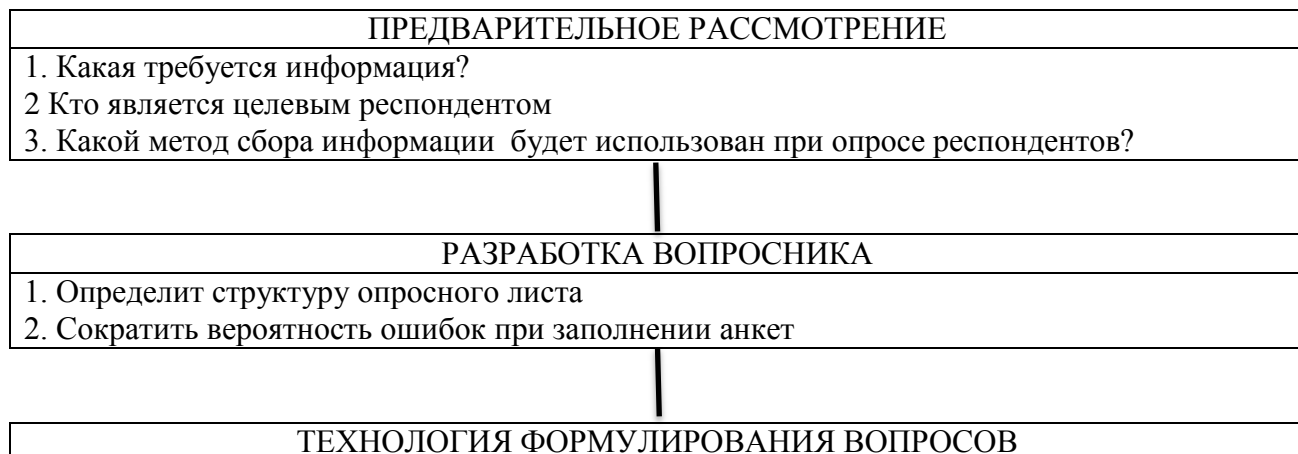 ПРЕДВАРИТЕЛЬНОЕ РАССМОТРЕНИЕ
1. Какая требуется информация?
2 Кто является целевым респондентом
3. Какой метод сбора информации будет использован при опросе респондентов?
РАЗРАБОТКА ВОПРОСНИКА
1. Определит структуру опросного листа
2. Сократить вероятность ошибок при заполнении анкет
ТЕХНОЛОГИЯ ФОРМУЛИРОВАНИЯ ВОПРОСОВ